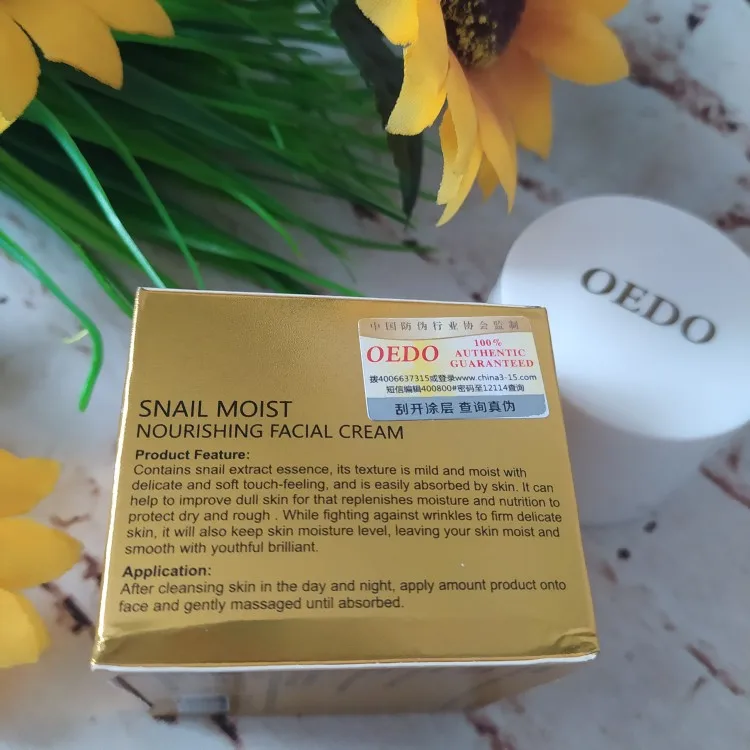 中国防伪行业协会监制
OEDO
100%
AUTHENTIC
GUARANTEED
拨4006637315或登录www.china3-15.com
短信编辑400800#密码至12114查询
刮开涂层 查询真伪
OEDO
SNAIL MOIST
NOURISHING FACIAL CREAM
Product Feature:
Contains snail extract essence, its texture is mild and moist with
delicate and soft touch-feeling, and is easily absorbed by skin. It can
help to improve dull skin for that replenishes moisture and nutrition to
protect dry and rough . While fighting against wrinkles to firm delicate
skin, it will also keep skin moisture level, leaving your skin moist and
smooth with youthful brilliant.
Application:
After cleansing skin in the day and night, apply amount product onto
face and gently massaged until absorbed.